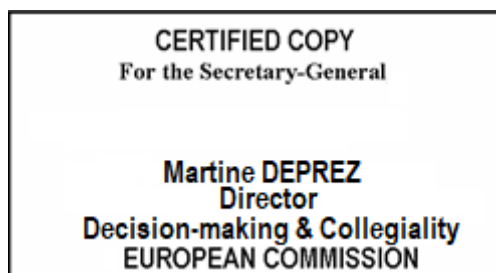 CERTIFIED COPY
For the Secretary-General
Martine DEPREZ
Director
Decision-making & Collegiality
EUROPEAN COMMISSION